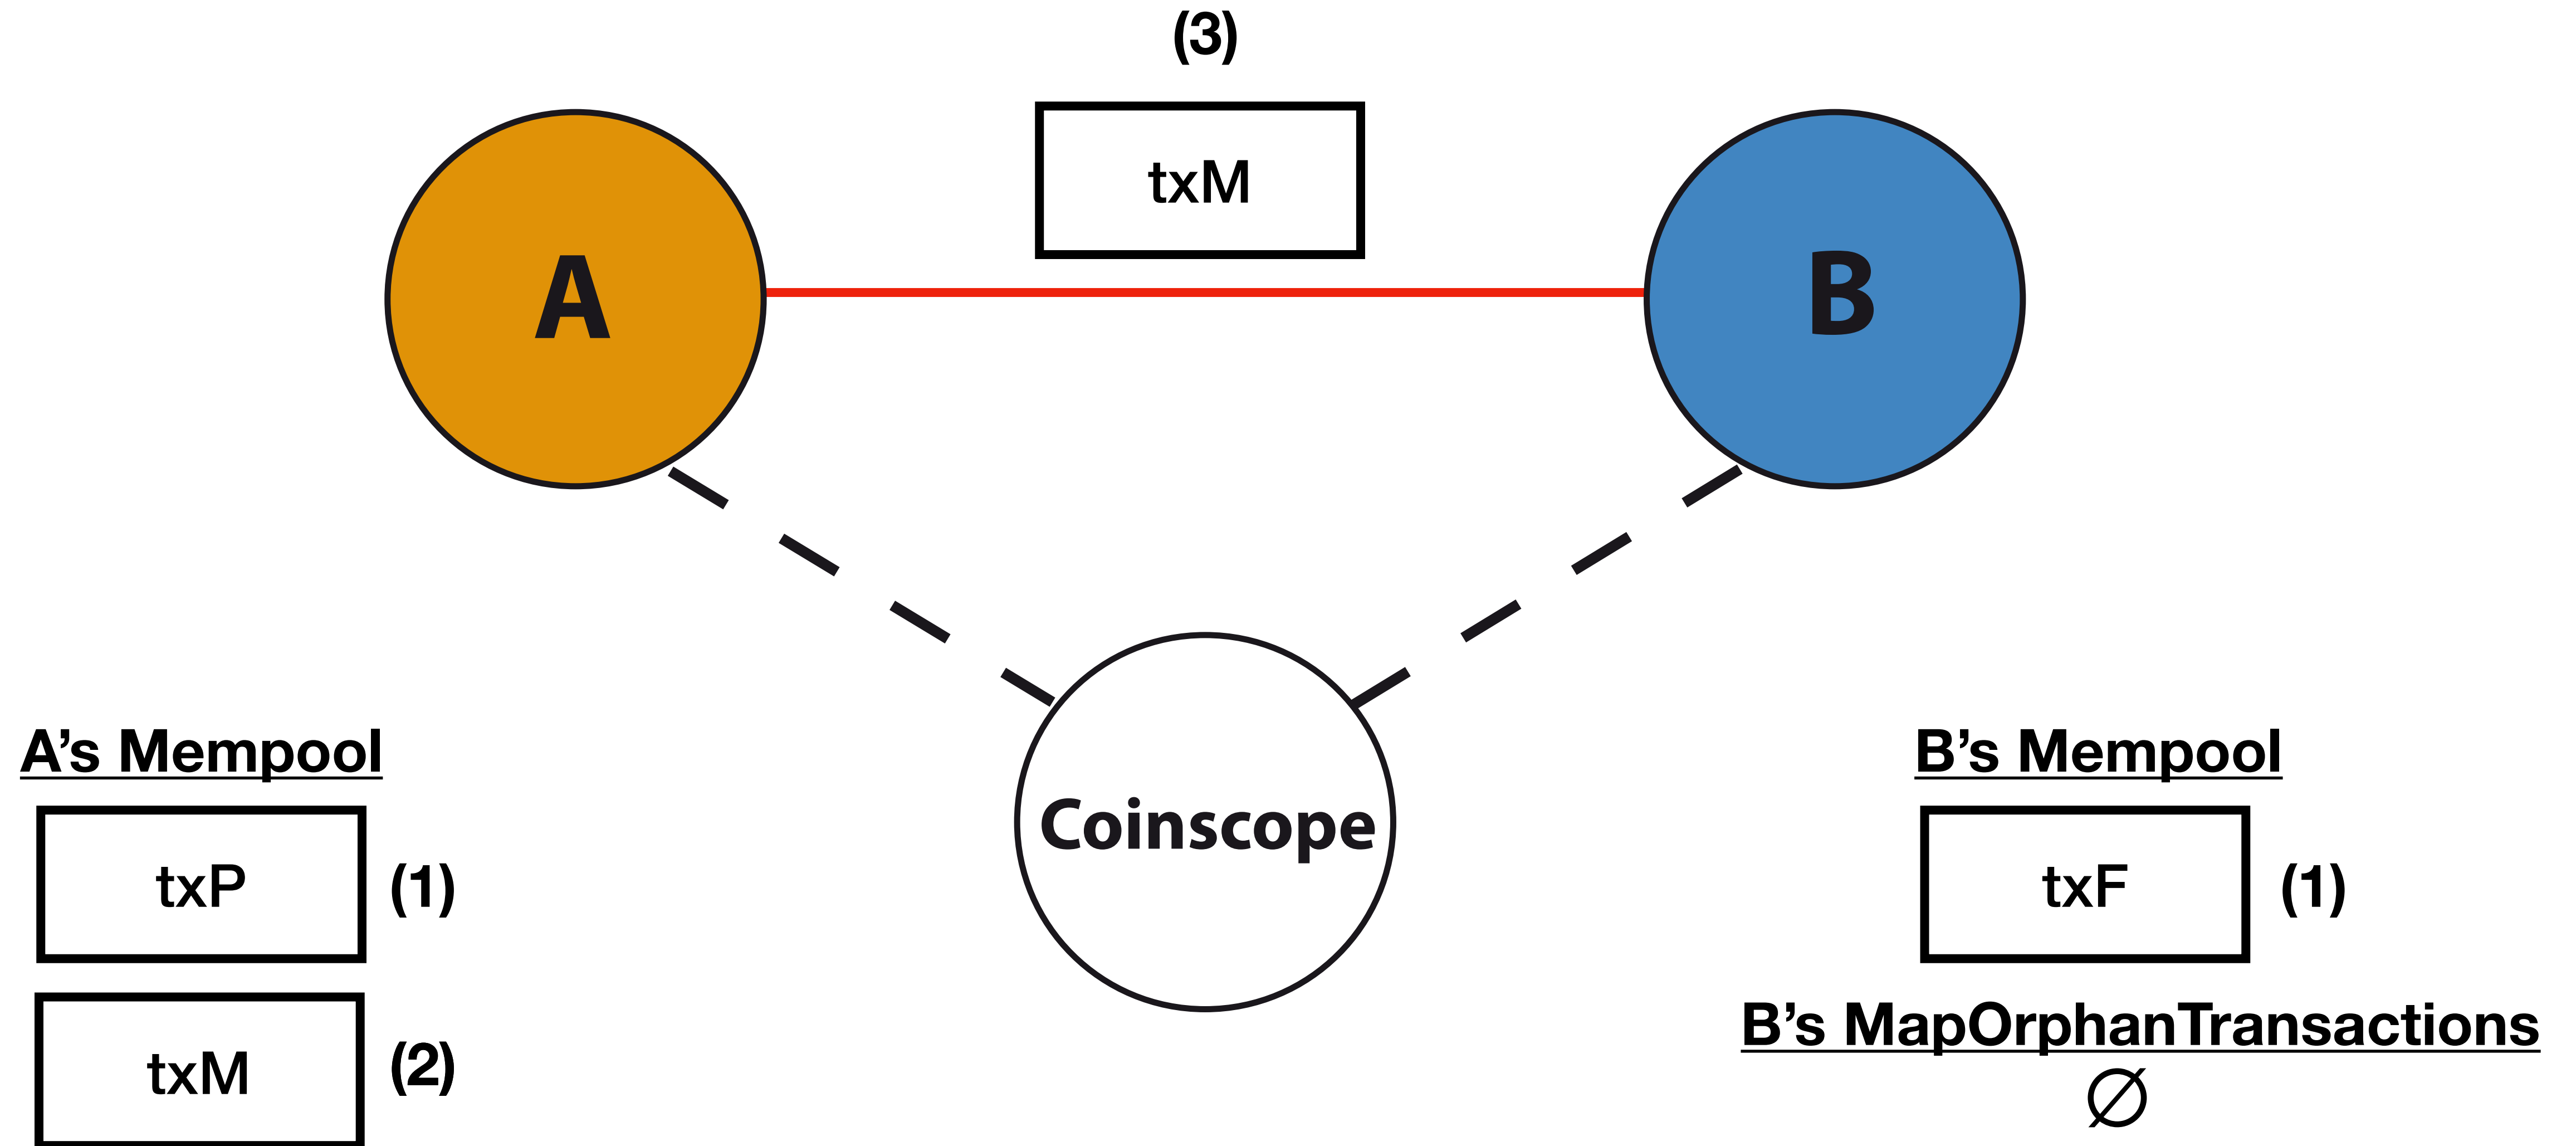 (3)
txM
A
B
Coinscope
A’s Mempool
txP
(1)
txM
(2)
B’s Mempool
txF
(1)
B’s MapOrphanTransactions
∅